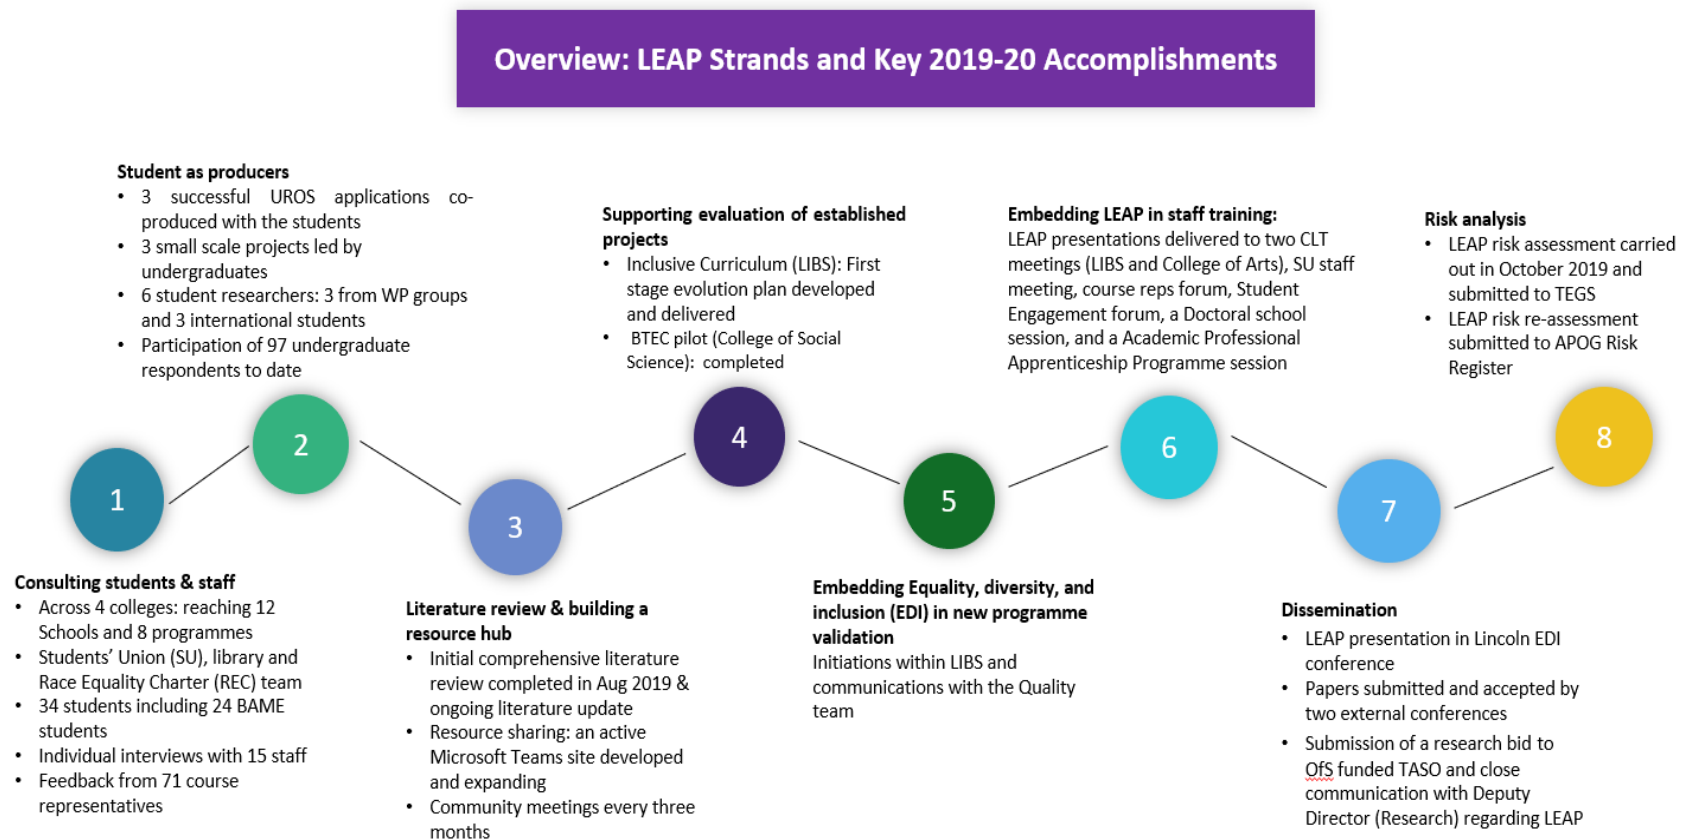 Overview: LEAP Strands and Key 2019-20 Accomplishments
Student as producers
• 3 successful UROS applications co-
produced with the students
• 3 small scale projects led by
undergraduates
• 6 student researchers: 3 from WP groups
and 3 international students
• Participation of 97 undergraduate
respondents to date
Supporting evaluation of established
projects
• Inclusive Curriculum (LIBS): First
stage evolution plan developed
and delivered
• BTEC pilot (College of Social
Science): completed
Embedding LEAP in staff training:
LEAP presentations delivered to two CLT
meetings (LIBS and College of Arts), SU staff
meeting, course reps forum, Student
Engagement forum, a Doctoral school
session, and a Academic Professional
Apprenticeship Programme session
Risk analysis
• LEAP risk assessment carried
out in October 2019 and
submitted to TEGS
• LEAP risk re-assessment
submitted to APOG Risk
Register
1
2
3
4
5
6
7
8
Consulting students & staff
• Across 4 colleges: reaching 12
Schools and 8 programmes
• Students’ Union (SU), library and
Race Equality Charter (REC) team
• 34 students including 24 BAME
students
• Individual interviews with 15 staff
• Feedback from 71 course
representatives
Literature review & building a
resource hub
• Initial comprehensive literature
review completed in Aug 2019 &
ongoing literature update
• Resource sharing: an active
Microsoft Teams site developed
and expanding
• Community meetings every three
months
Embedding Equality, diversity, and
inclusion (EDI) in new programme
validation
Initiations within LIBS and
communications with the Quality
team
Dissemination
• LEAP presentation in Lincoln EDI
conference
• Papers submitted and accepted by
two external conferences
• Submission of a research bid to
OfS funded TASO and close
communication with Deputy
Director (Research) regarding LEAP